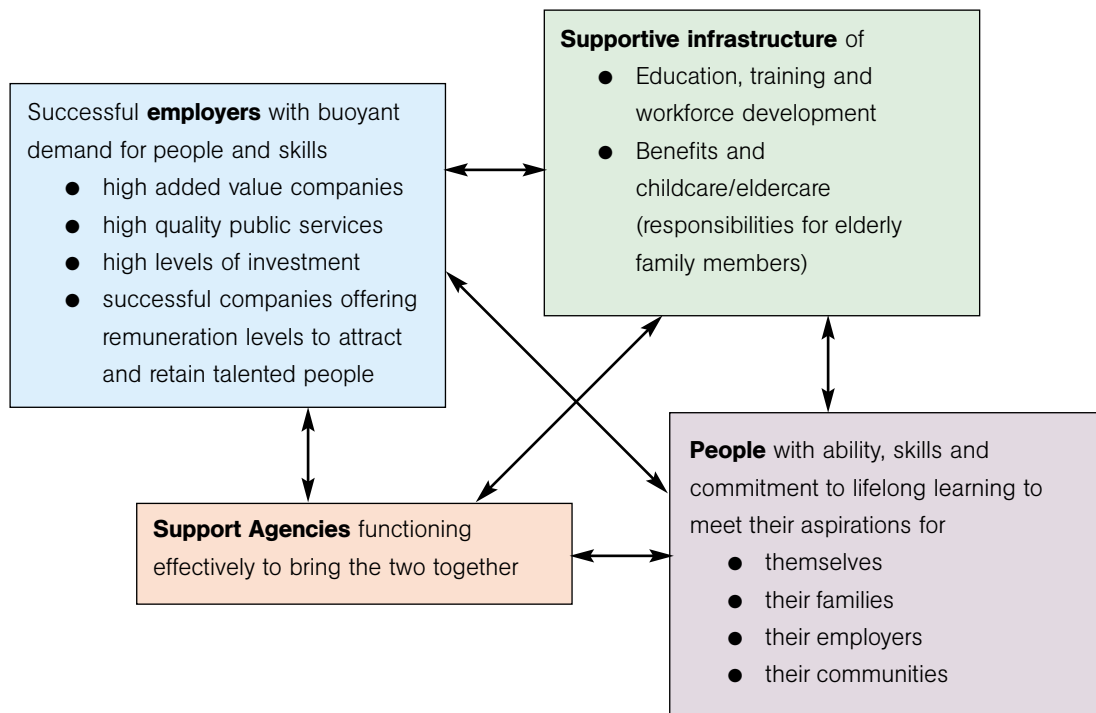 Supportive infrastructure of
● Education, training and
workforce development
● Benefits and
childcare/eldercare
(responsibilities for elderly
family members)
Successful employers with buoyant
demand for people and skills
● high added value companies
● high quality public services
● high levels of investment
● successful companies offering
remuneration levels to attract
and retain talented people
People with ability, skills and
commitment to lifelong learning to
meet their aspirations for
● themselves
● their families
● their employers
● their communities
Support Agencies functioning
effectively to bring the two together